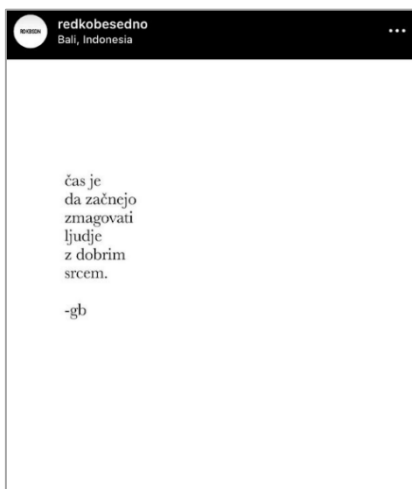 redkobesedno
Bali, Indonesia
čas je
da začnejo
zmagovati
ljudje
z dobrim
srcem.
-gb